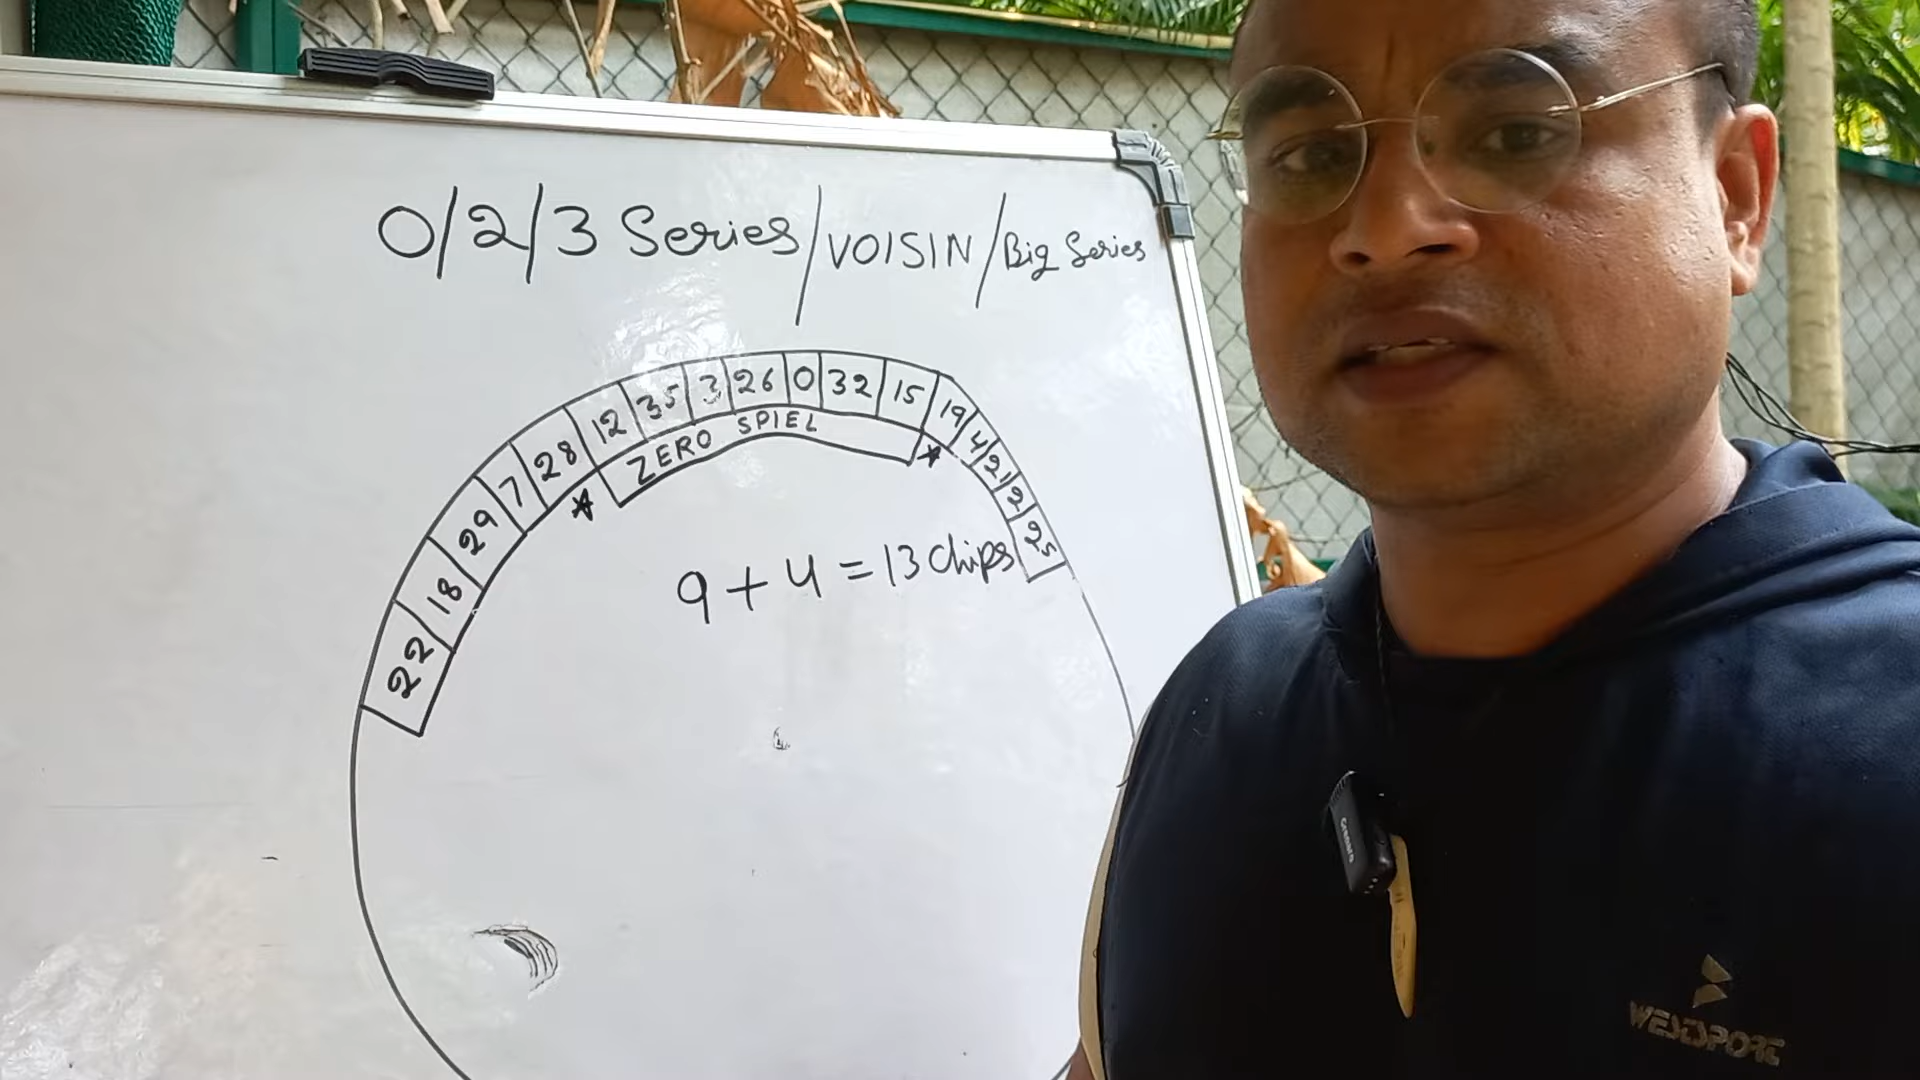 0/2/3 Series/VOISIN/Big Series
22 18 29 7 28 12 35 3 26 0 32 15 19 4 21 2 25
ZERO SPIEL
9 + 4 = 13 chips
WESTSPORT